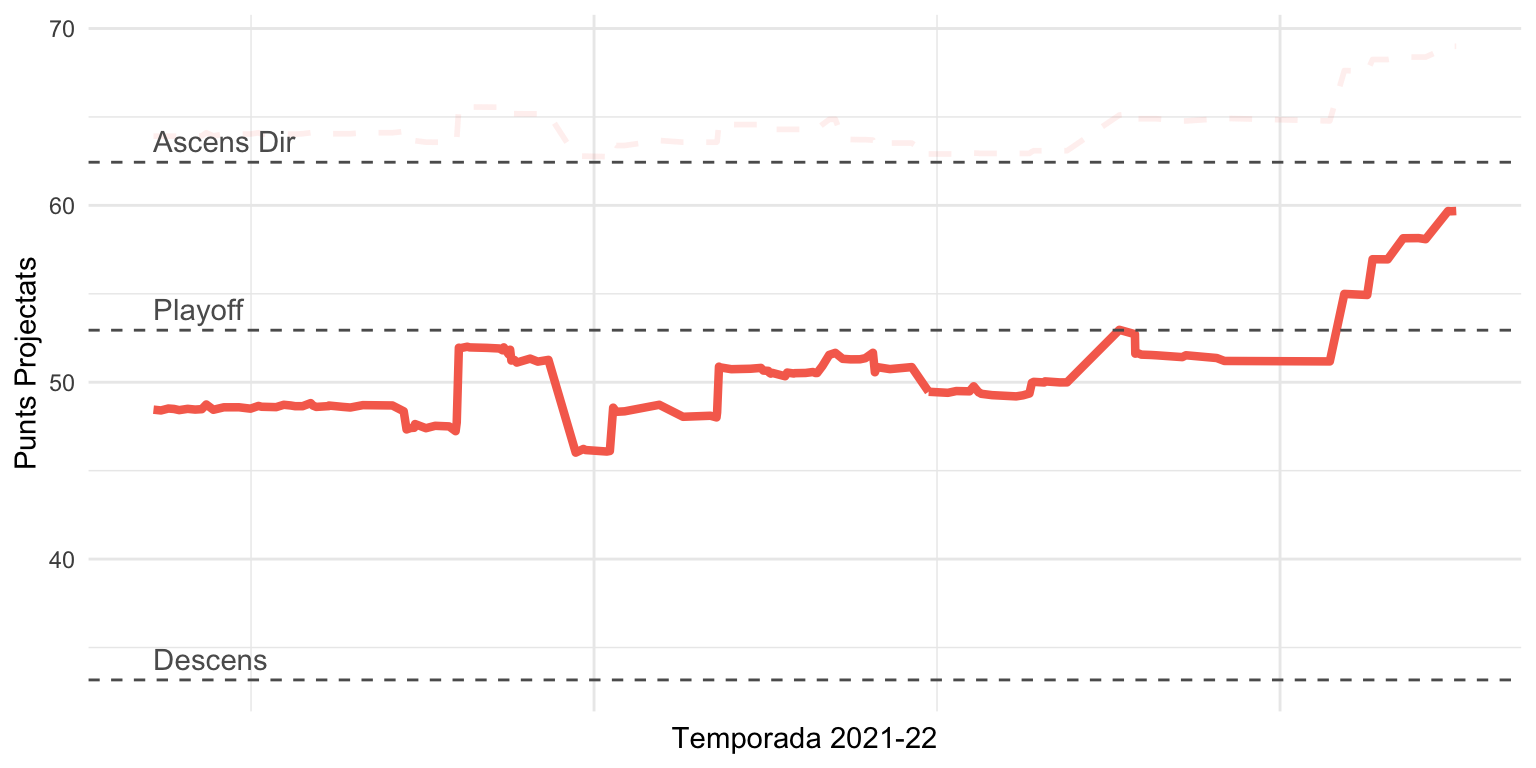 70
60
50
40
Ascens Dir
Playoff
Descens
Punts Projectats
Temporada 2021-22